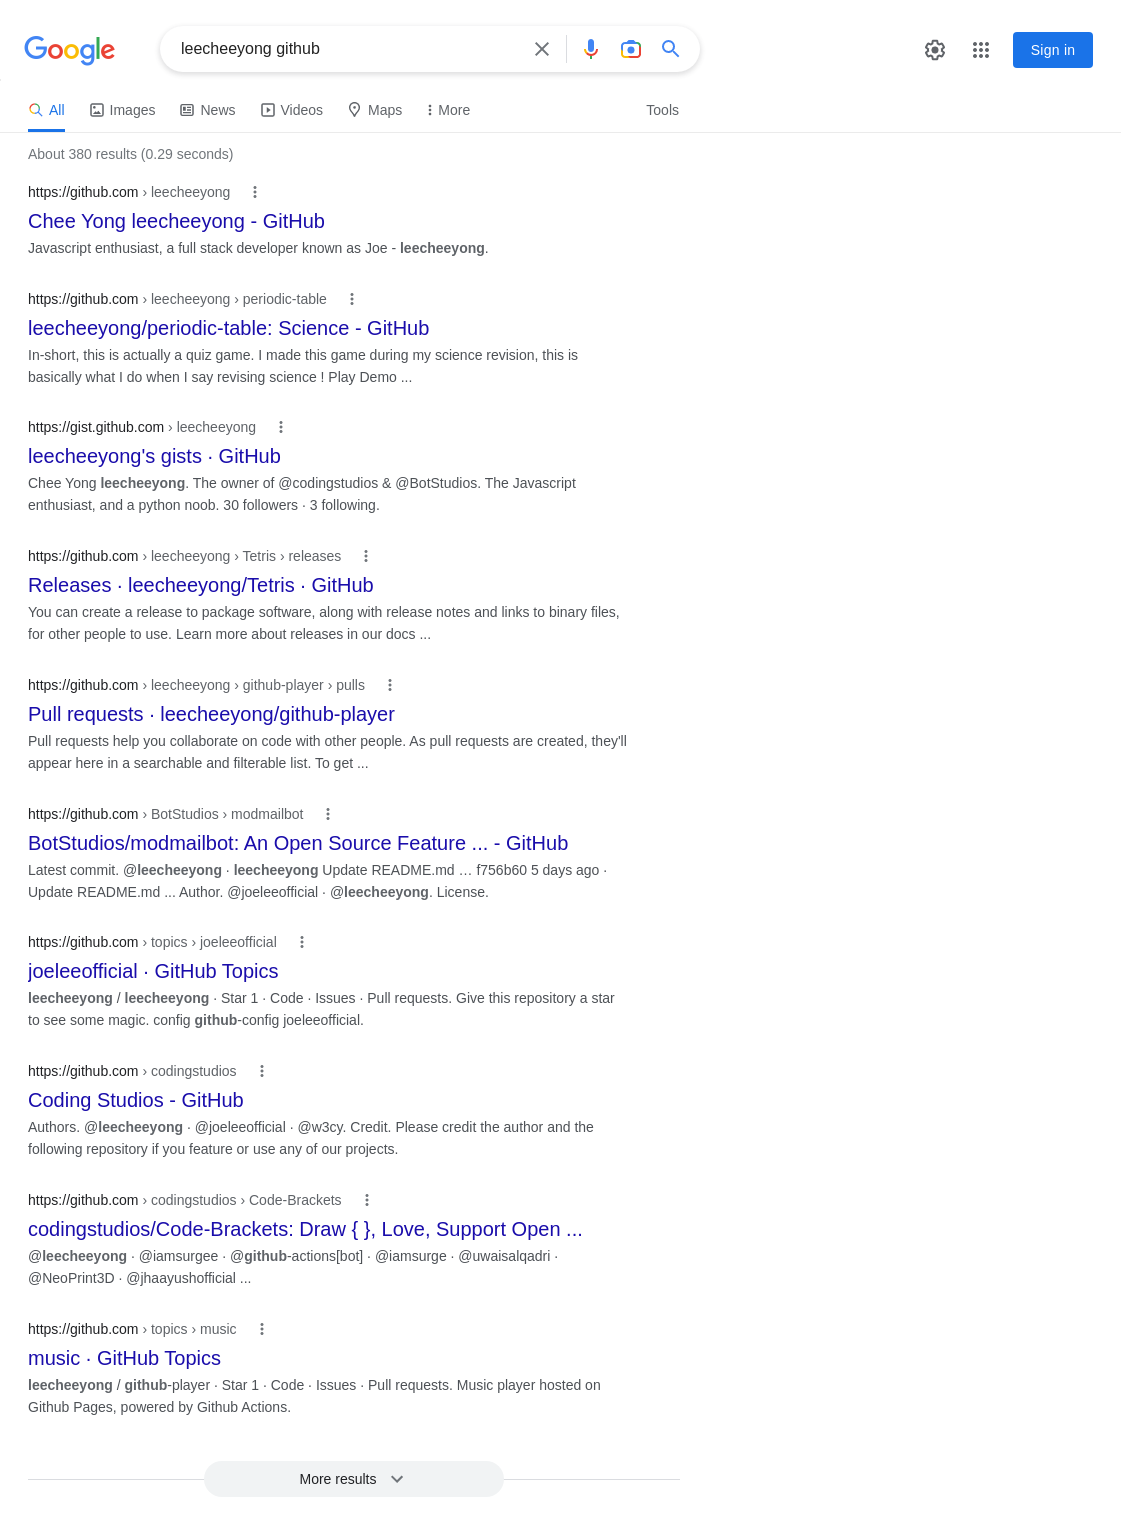 Google
leecheeyong github
Sign in
All
Images
News
Videos
Maps
More
Tools
About 380 results (0.29 seconds)
https://github.com › leecheeyong
Chee Yong leecheeyong - GitHub
Javascript enthusiast, a full stack developer known as Joe - leecheeyong.
https://github.com › leecheeyong › periodic-table
leecheeyong/periodic-table: Science - GitHub
In-short, this is actually a quiz game. I made this game during my science revision, this is
basically what I do when I say revising science ! Play Demo ...
https://gist.github.com › leecheeyong
leecheeyong's gists · GitHub
Chee Yong leecheeyong. The owner of @codingstudios & @BotStudios. The Javascript
enthusiast, and a python noob. 30 followers · 3 following.
https://github.com › leecheeyong › Tetris › releases
Releases · leecheeyong/Tetris · GitHub
You can create a release to package software, along with release notes and links to binary files,
for other people to use. Learn more about releases in our docs ...
https://github.com › leecheeyong › github-player › pulls
Pull requests · leecheeyong/github-player
Pull requests help you collaborate on code with other people. As pull requests are created, they'll
appear here in a searchable and filterable list. To get ...
https://github.com › BotStudios › modmailbot
BotStudios/modmailbot: An Open Source Feature ... - GitHub
Latest commit. @leecheeyong · leecheeyong Update README.md … f756b60 5 days ago ·
Update README.md ... Author. @joeleeofficial · @leecheeyong. License.
https://github.com › topics › joeleeofficial
joeleeofficial · GitHub Topics
leecheeyong / leecheeyong · Star 1 · Code · Issues · Pull requests. Give this repository a star
to see some magic. config github-config joeleeofficial.
https://github.com › codingstudios
Coding Studios - GitHub
Authors. @leecheeyong · @joeleeofficial · @w3cy. Credit. Please credit the author and the
following repository if you feature or use any of our projects.
https://github.com › codingstudios › Code-Brackets
codingstudios/Code-Brackets: Draw { }, Love, Support Open ...
@leecheeyong · @iamsurgee · @github-actions[bot] · @iamsurge · @uwaisalqadri ·
@NeoPrint3D · @jhaayushofficial ...
https://github.com › topics › music
music · GitHub Topics
leecheeyong / github-player · Star 1 · Code · Issues · Pull requests. Music player hosted on
Github Pages, powered by Github Actions.
More results